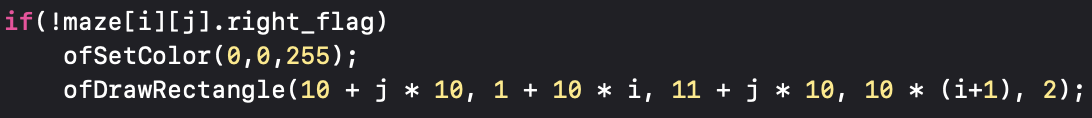 if(!maze[i][j].right_flag)
    ofSetColor(0,0,255);
    ofDrawRectangle(10 + j * 10, 1 + 10 * i, 11 + j * 10, 10 * (i+1), 2);